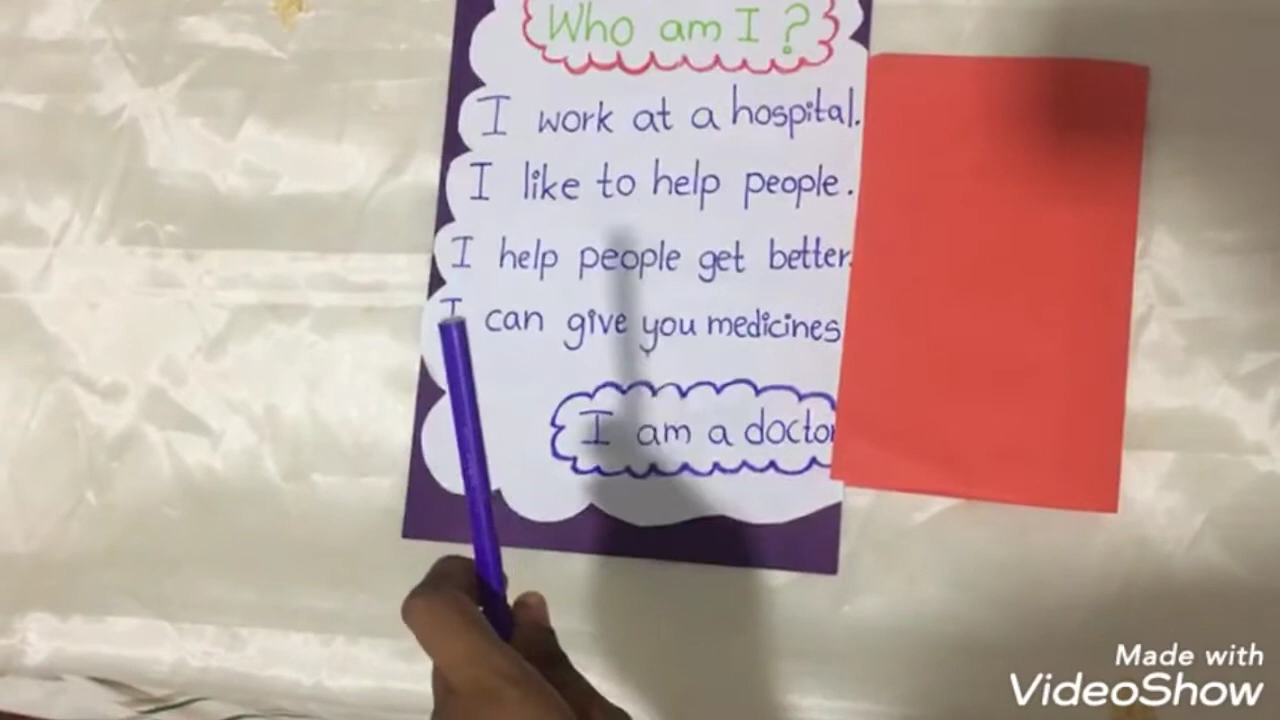 Who am I?
I work at a hospital.
I like to help people.
I help people get better.
I can give you medicines
I am a doctor
Made with
VideoShow